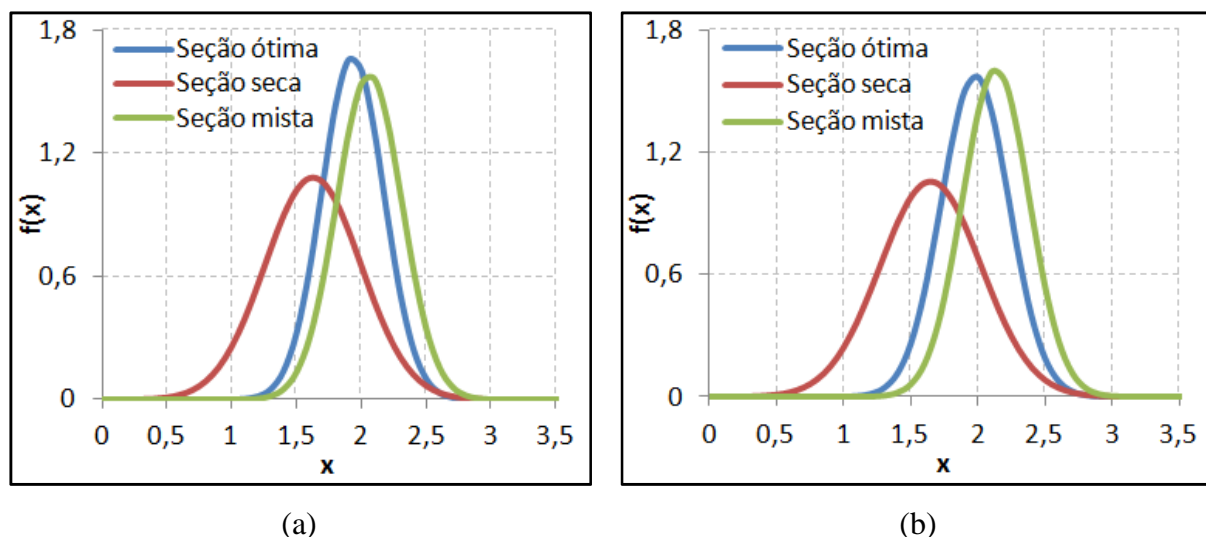 1,8
1,2
0,6
0
f(x)
Seção ótima
Seção seca
Seção mista
0 0,5 1 1,5 2 2,5 3 3,5
x
(a)
1,8
1,2
0,6
0
f(x)
Seção ótima
Seção seca
Seção mista
0 0,5 1 1,5 2 2,5 3 3,5
x
(b)